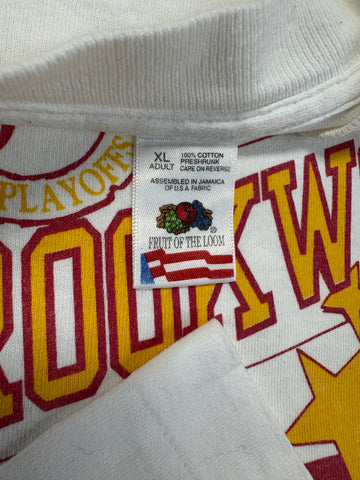 PLAYOFFS
XL
ADULT
100% COTTON
PRESHRUNK
CARE ON REVERSE
ASSEMBLED IN JAMAICA
OF U.S.A. FABRIC
®
FRUIT OF THE LOOM
ROOKW